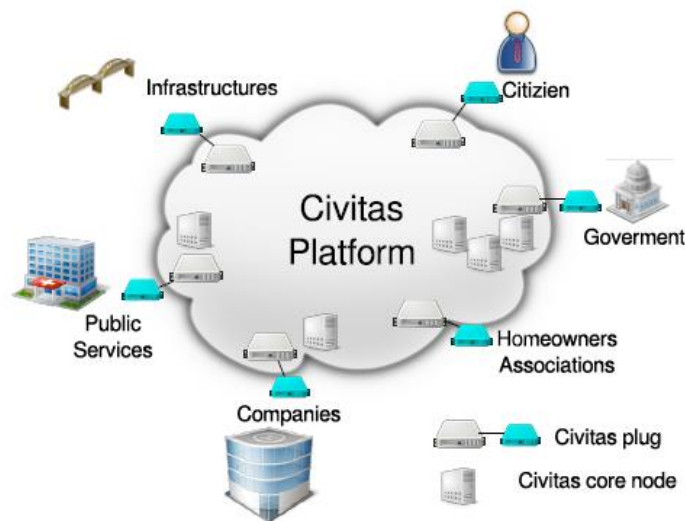 Infrastructures
Citizien
Civitas
Platform
Goverment
Public
Services
Homeowners
Associations
Companies
Civitas plug
Civitas core node